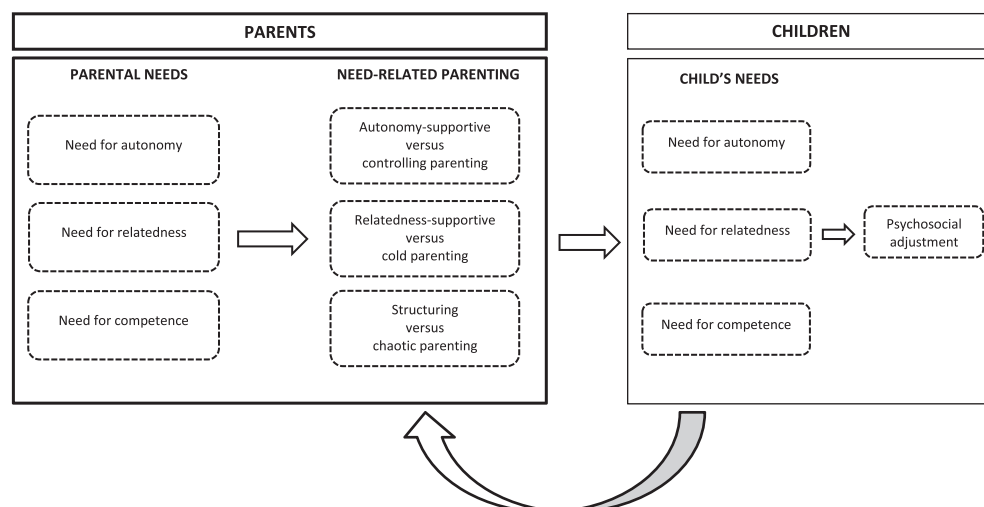 PARENTS
PARENTAL NEEDS
NEED-RELATED PARENTING
Need for autonomy
Need for relatedness
Need for competence
Autonomy-supportive
versus
controlling parenting
Relatedness-supportive
versus
cold parenting
Structuring
versus
chaotic parenting
CHILDREN
CHILD'S NEEDS
Need for autonomy
Need for relatedness
Need for competence
Psychosocial
adjustment